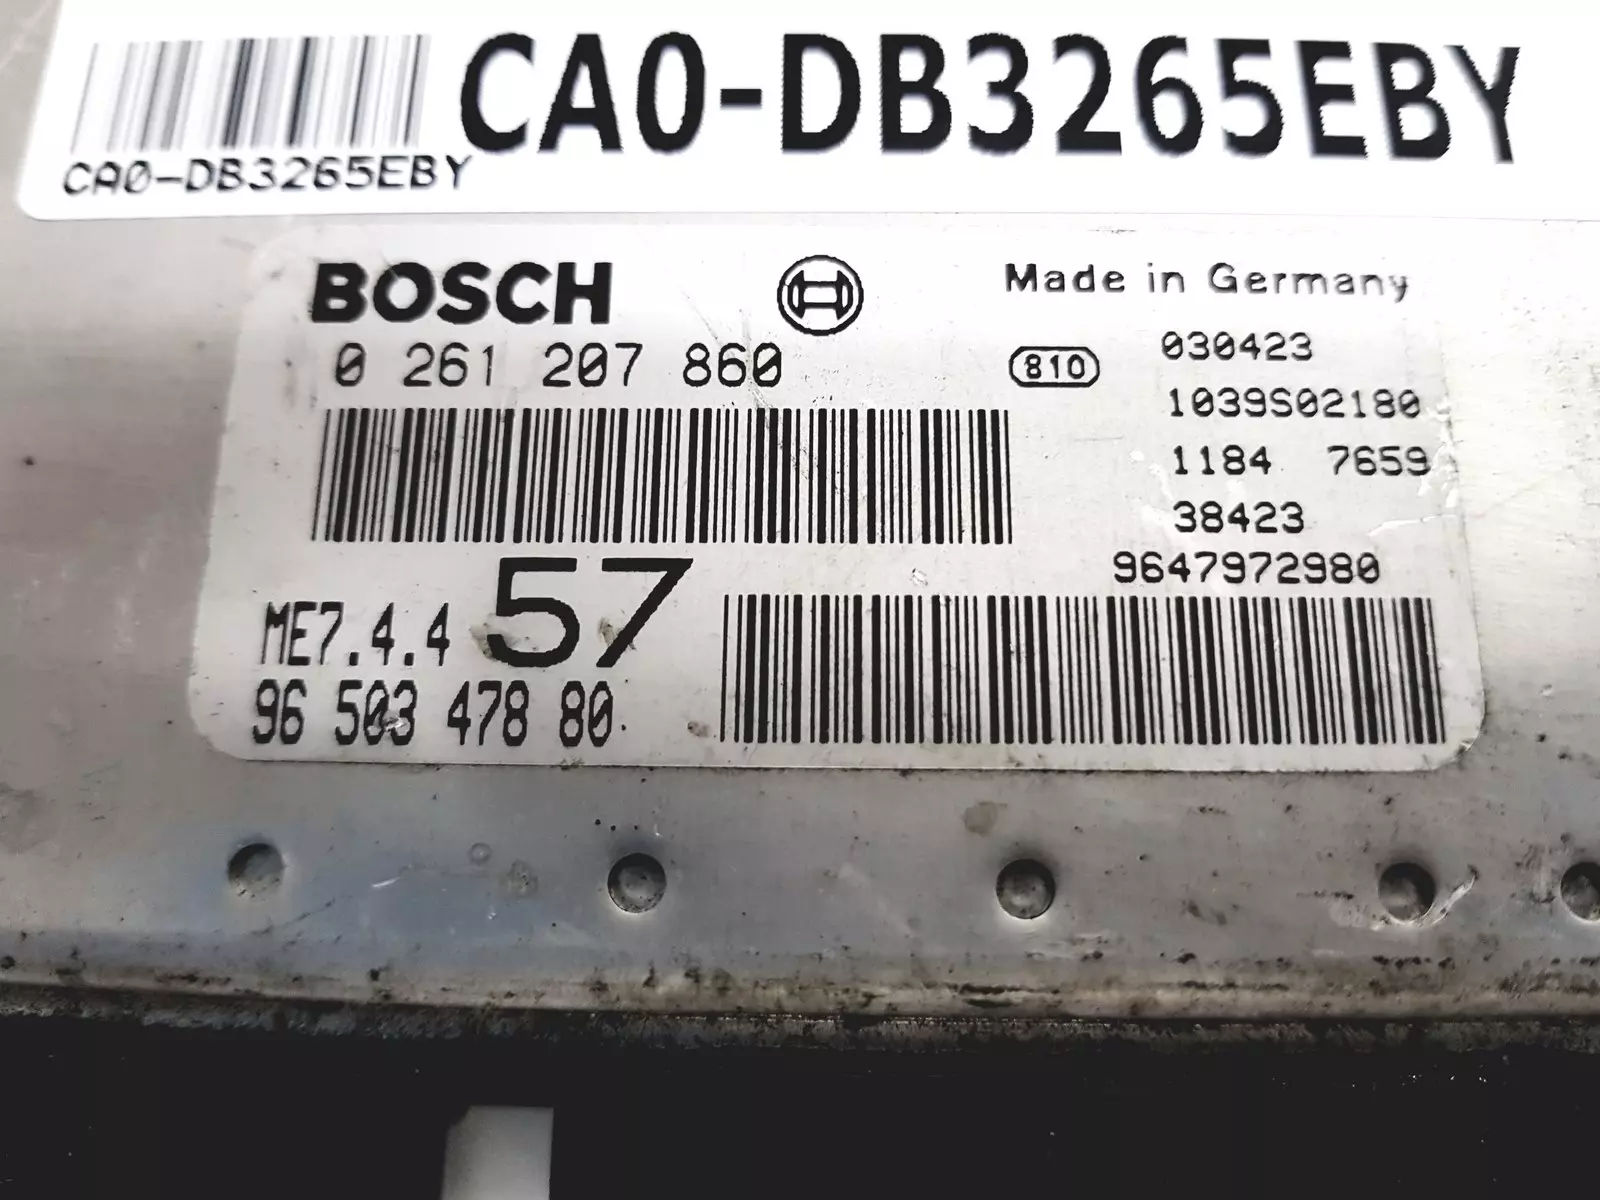 CA0-DB3265EBY
CA0-DB3265EBY
BOSCH
Made in Germany
0 261 207 860
810
030423
1039S02180
1184 7659
38423
9647972980
57
ME7.4.4
96 503 478 80